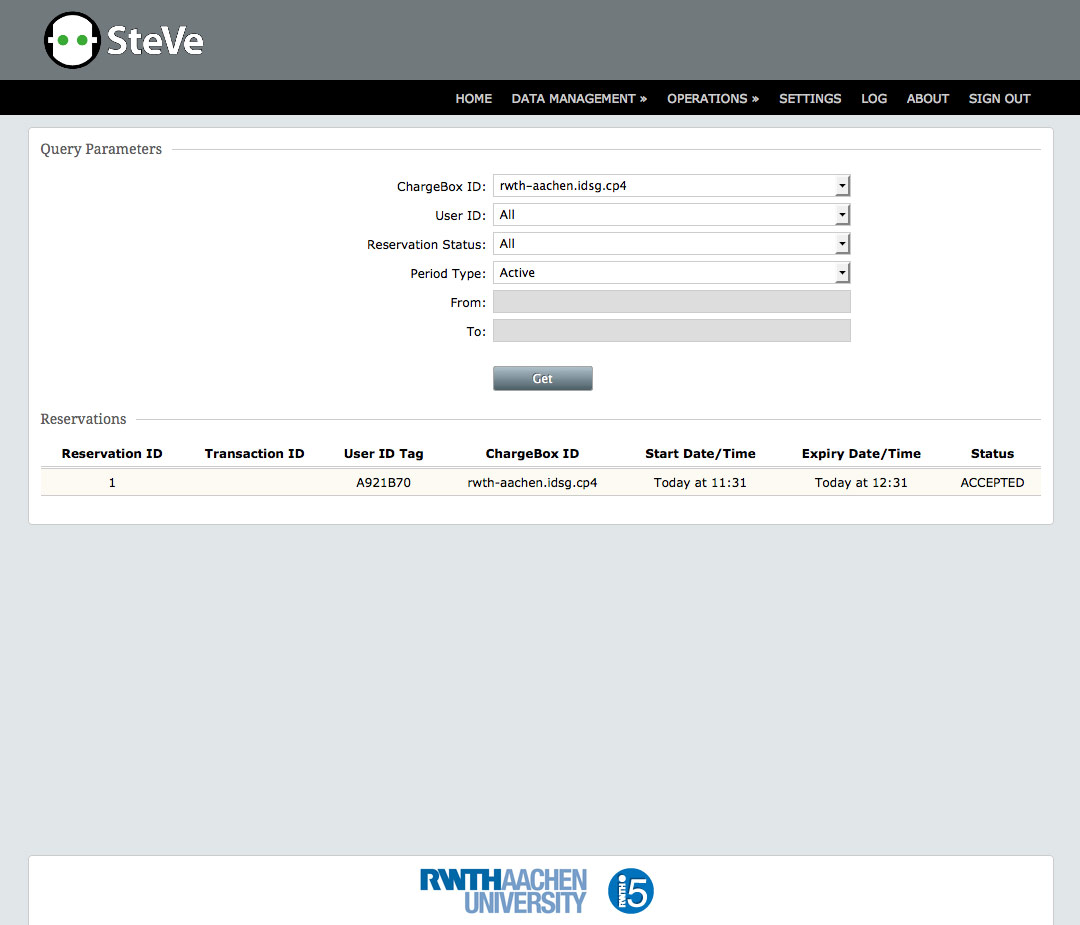 SteVe
HOME DATA MANAGEMENT » OPERATIONS » SETTINGS LOG ABOUT SIGN OUT
Query Parameters
ChargeBox ID: rwth-aachen.idsg.cp4
User ID: All
Reservation Status: All
Period Type: Active
From:
To:
Get
Reservations
Reservation ID Transaction ID User ID Tag ChargeBox ID Start Date/Time Expiry Date/Time Status
1 A921B70 rwth-aachen.idsg.cp4 Today at 11:31 Today at 12:31 ACCEPTED
RWTHAACHEN
UNIVERSITY
RWTH i5